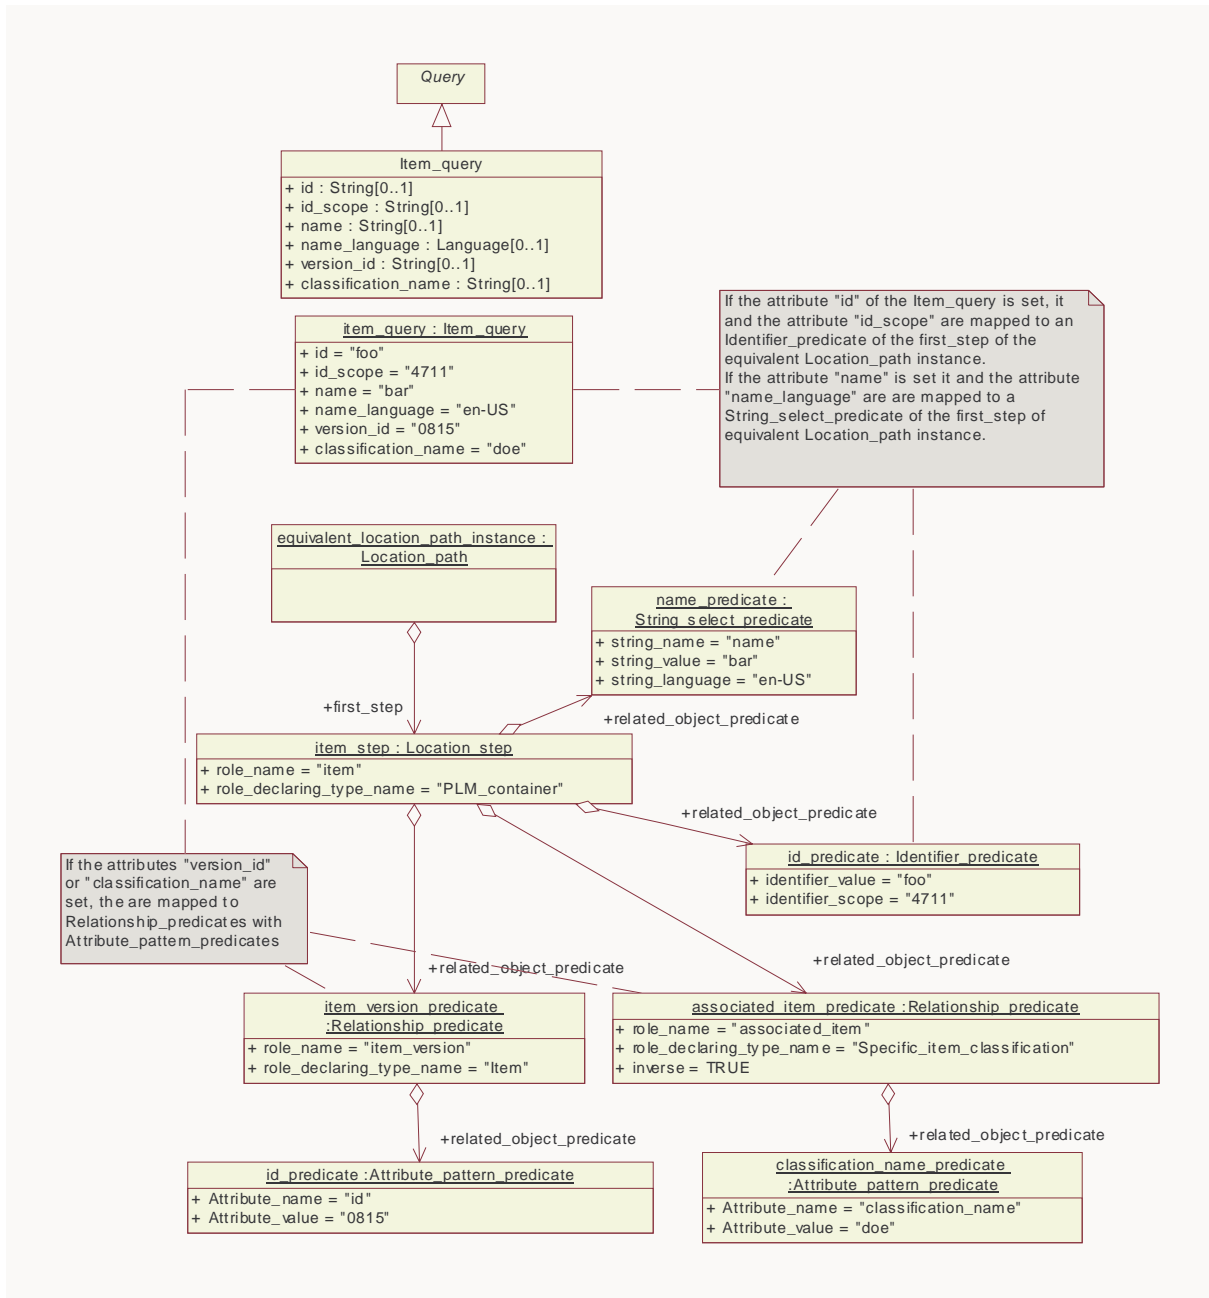 Query
Item_query
+ id : String[0..1]
+ id_scope : String[0..1]
+ name : String[0..1]
+ name_language : Language[0..1]
+ version_id : String[0..1]
+ classification_name : String[0..1]
If the attribute "id" of the Item_query is set, it
and the attribute "id_scope" are mapped to an
Identifier_predicate of the first_step of the
equivalent Location_path instance.
If the attribute "name" is set it and the attribute
"name_language" are are mapped to a
String_select_predicate of the first_step of
equivalent Location_path instance.
item_query : Item_query
+ id = "foo"
+ id_scope = "4711"
+ name = "bar"
+ name_language = "en-US"
+ version_id = "0815"
+ classification_name = "doe"
equivalent_location_path_instance :
Location_path
name_predicate :
String_select_predicate
+ string_name = "name"
+ string_value = "bar"
+ string_language = "en-US"
+first_step
+related_object_predicate
item_step : Location_step
+ role_name = "item"
+ role_declaring_type_name = "PLM_container"
+related_object_predicate
id_predicate : Identifier_predicate
+ identifier_value = "foo"
+ identifier_scope = "4711"
If the attributes "version_id"
or "classification_name" are
set, the are mapped to
Relationship_predicates with
Attribute_pattern_predicates
+related_object_predicate
+related_object_predicate
item_version_predicate
:Relationship_predicate
+ role_name = "item_version"
+ role_declaring_type_name = "Item"
associated_item_predicate :Relationship_predicate
+ role_name = "associated_item"
+ role_declaring_type_name = "Specific_item_classification"
+ inverse = TRUE
+related_object_predicate
+related_object_predicate
id_predicate :Attribute_pattern_predicate
+ Attribute_name = "id"
+ Attribute_value = "0815"
classification_name_predicate
:Attribute_pattern_predicate
+ Attribute_name = "classification_name"
+ Attribute_value = "doe"